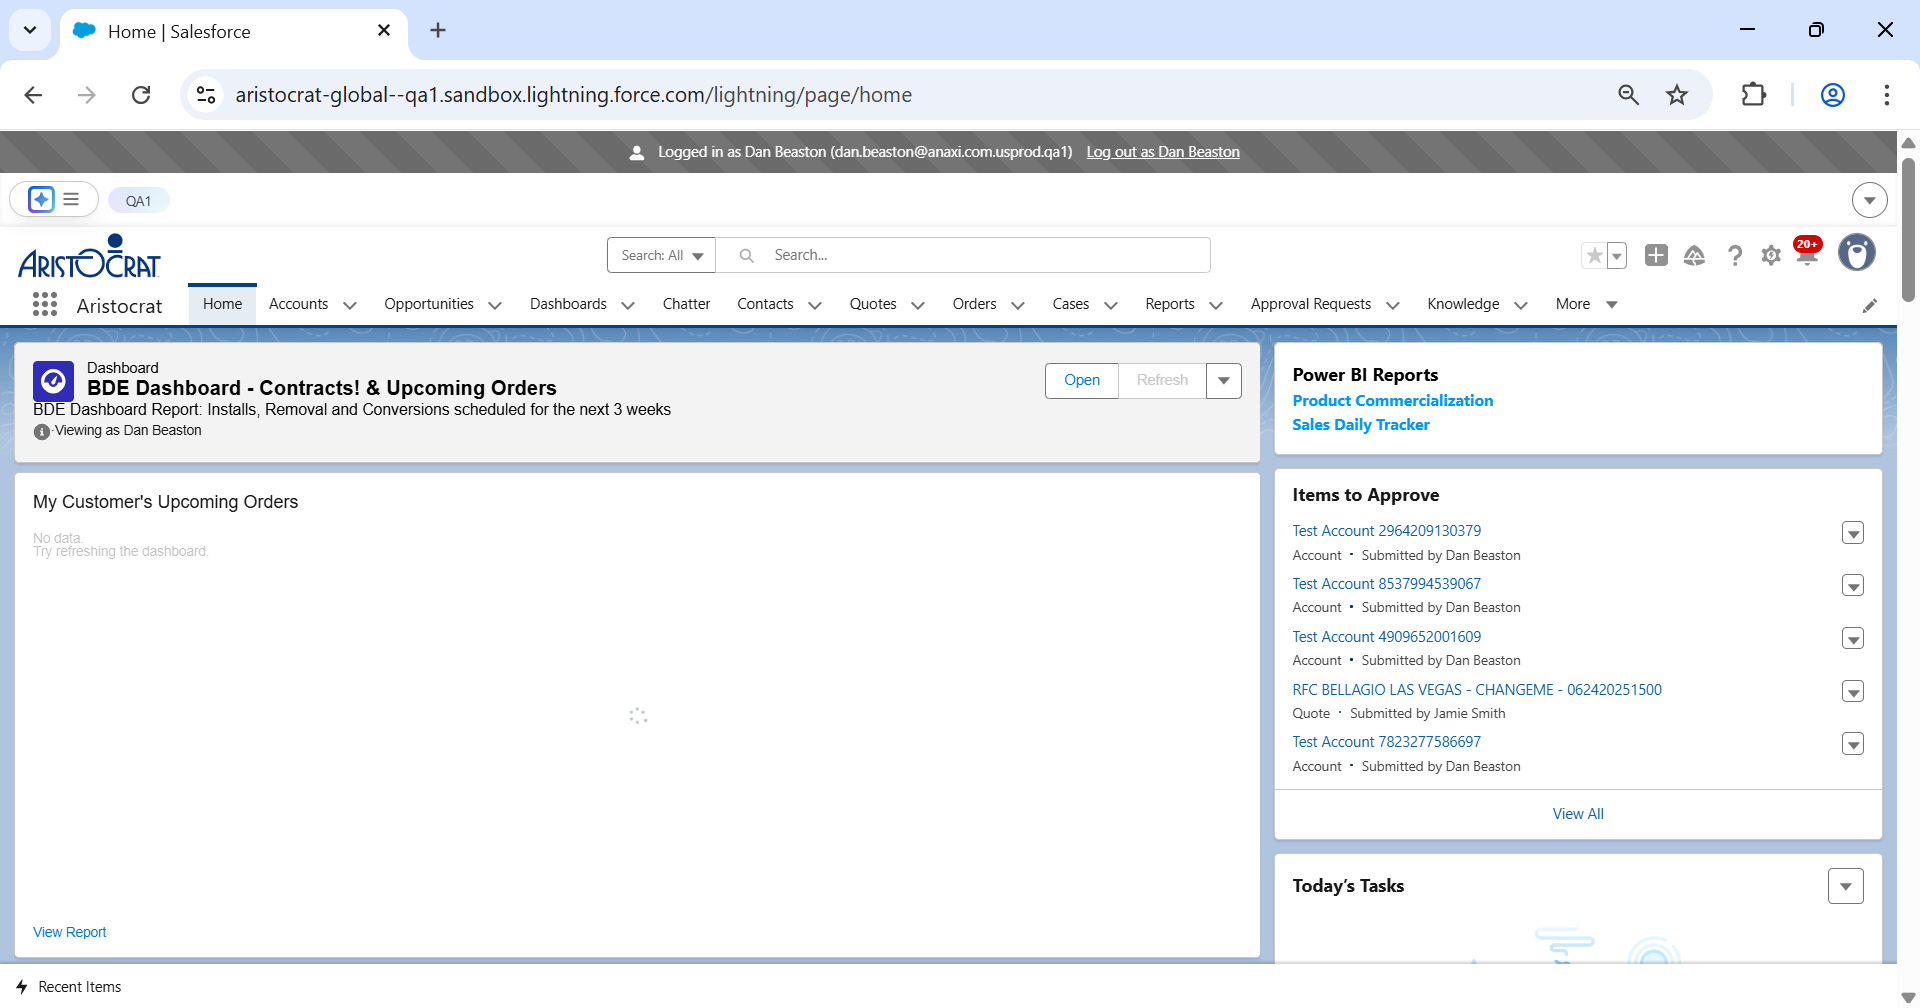 Home | Salesforce
aristocrat-global--qa1.sandbox.lightning.force.com/lightning/page/home
Logged in as Dan Beaston (dan.beaston@anaxi.com.usprod.qa1) Log out as Dan Beaston
QA1
ARISTOCRAT
Search: All
Search...
20+
Aristocrat
Home
Accounts
Opportunities
Dashboards
Chatter
Contacts
Quotes
Orders
Cases
Reports
Approval Requests
Knowledge
More
Dashboard
BDE Dashboard - Contracts! & Upcoming Orders
BDE Dashboard Report: Installs, Removal and Conversions scheduled for the next 3 weeks
Viewing as Dan Beaston
Open
Refresh
My Customer's Upcoming Orders
No data.
Try refreshing the dashboard.
View Report
Power BI Reports
Product Commercialization
Sales Daily Tracker
Items to Approve
Test Account 2964209130379
Account • Submitted by Dan Beaston
Test Account 8537994539067
Account • Submitted by Dan Beaston
Test Account 4909652001609
Account • Submitted by Dan Beaston
RFC BELLAGIO LAS VEGAS - CHANGEME - 062420251500
Quote • Submitted by Jamie Smith
Test Account 7823277586697
Account • Submitted by Dan Beaston
View All
Today's Tasks
Recent Items